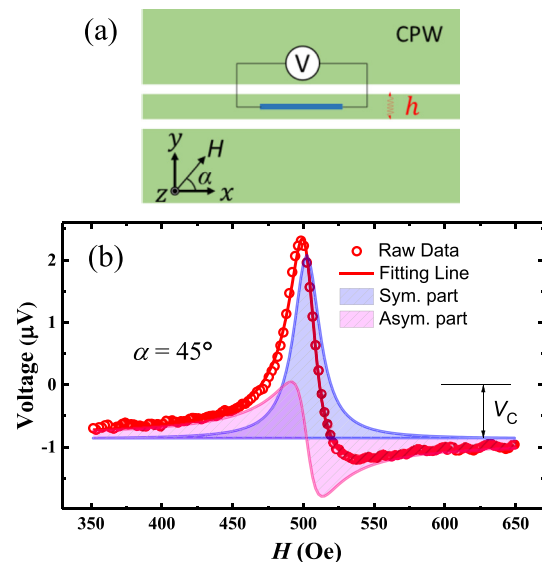 (a)
CPW
V
h
y
H
α
z
x
(b)
Raw Data
Fitting Line
Sym. part
Asym. part
α = 45°
V_C
Voltage (μV)
2
1
0
-1
350 400 450 500 550 600 650
H (Oe)